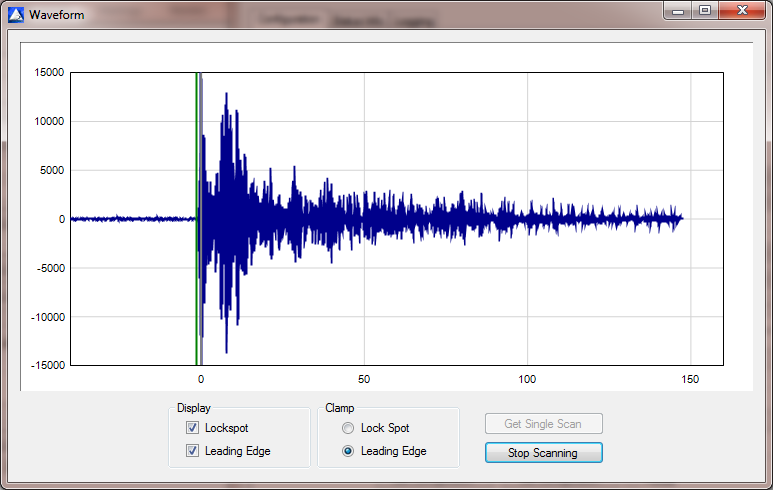 Waveform
15000
10000
5000
0
-5000
-10000
-15000
0 50 100 150
Display
Lockspot
Leading Edge
Clamp
Lock Spot
Leading Edge
Get Single Scan
Stop Scanning